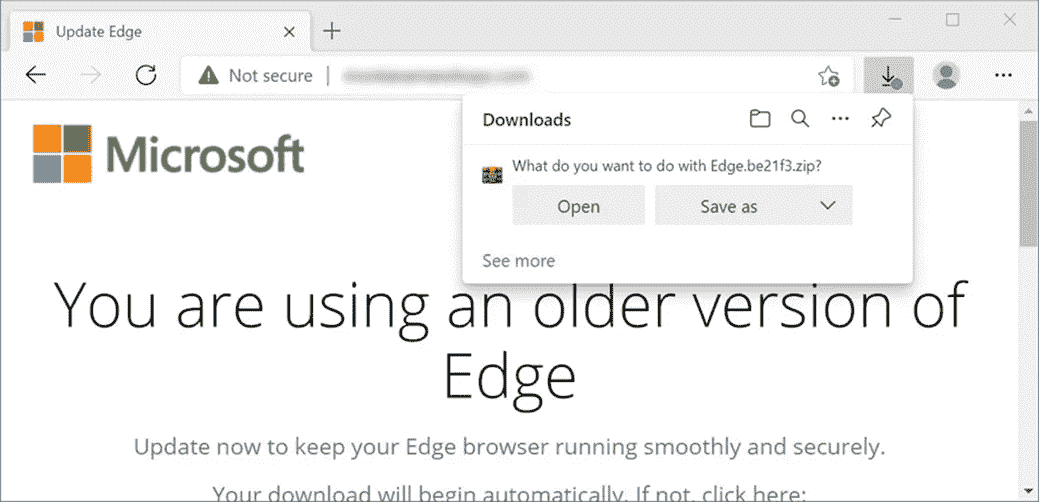 Update Edge
Not secure
Downloads
What do you want to do with Edge.be21f3.zip?
Open
Save as
See more
Microsoft
You are using an older version of
Edge
Update now to keep your Edge browser running smoothly and securely.
Your download will begin automatically. If not, click here: